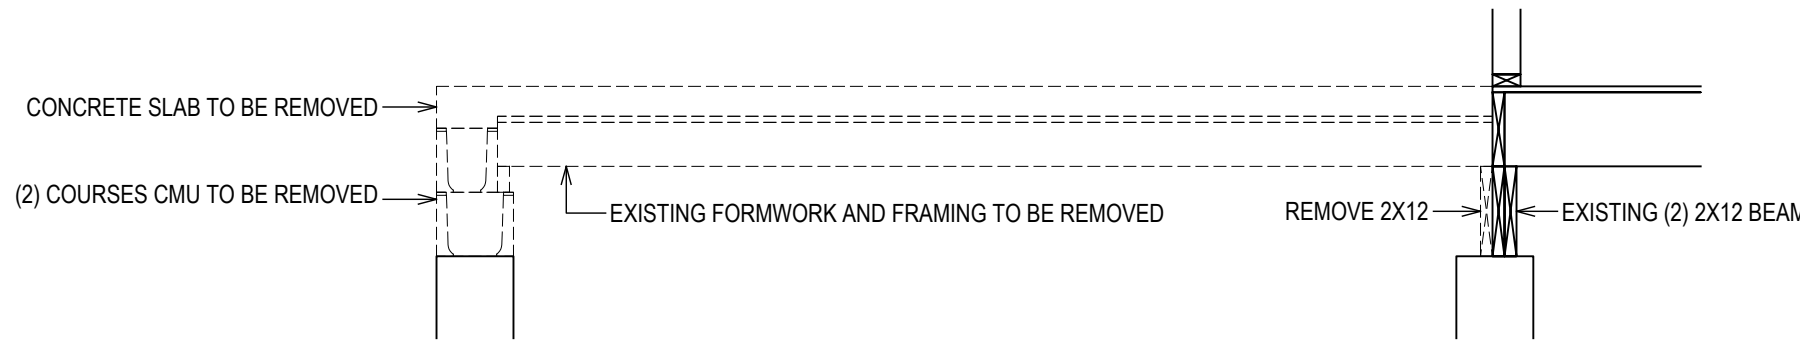 CONCRETE SLAB TO BE REMOVED
(2) COURSES CMU TO BE REMOVED
EXISTING FORMWORK AND FRAMING TO BE REMOVED
REMOVE 2X12
EXISTING (2) 2X12 BEAM